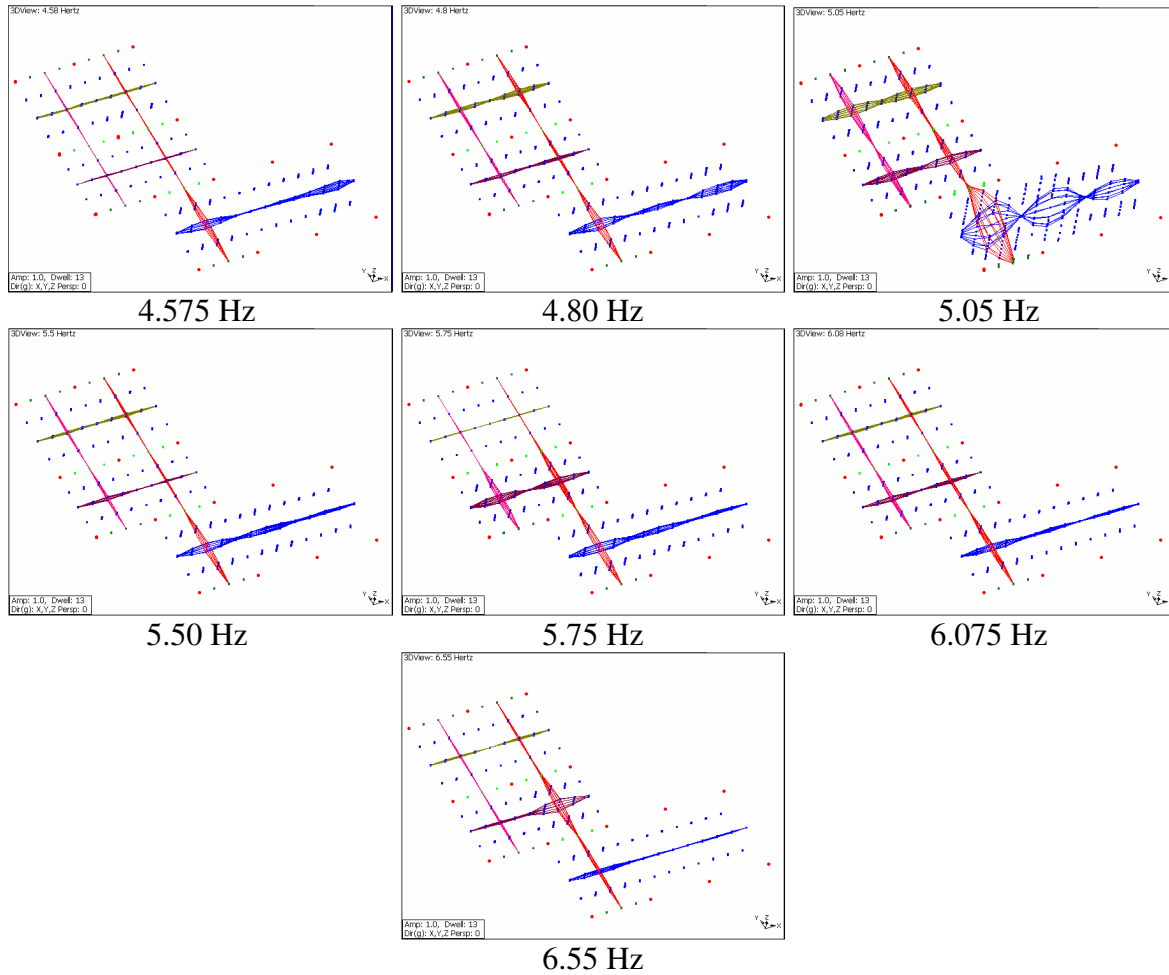 3DView: 4.58 Hertz
Amp: 1.0, Dwell: 13
Dir(g): X,Y,Z Persp: 0
Y Z X
4.575 Hz
3DView: 4.8 Hertz
Amp: 1.0, Dwell: 13
Dir(g): X,Y,Z Persp: 0
Y Z X
4.80 Hz
3DView: 5.05 Hertz
Amp: 1.0, Dwell: 13
Dir(g): X,Y,Z Persp: 0
Y Z X
5.05 Hz
3DView: 5.5 Hertz
Amp: 1.0, Dwell: 13
Dir(g): X,Y,Z Persp: 0
Y Z X
5.50 Hz
3DView: 5.75 Hertz
Amp: 1.0, Dwell: 13
Dir(g): X,Y,Z Persp: 0
Y Z X
5.75 Hz
3DView: 6.08 Hertz
Amp: 1.0, Dwell: 13
Dir(g): X,Y,Z Persp: 0
Y Z X
6.075 Hz
3DView: 6.55 Hertz
Amp: 1.0, Dwell: 13
Dir(g): X,Y,Z Persp: 0
Y Z X
6.55 Hz